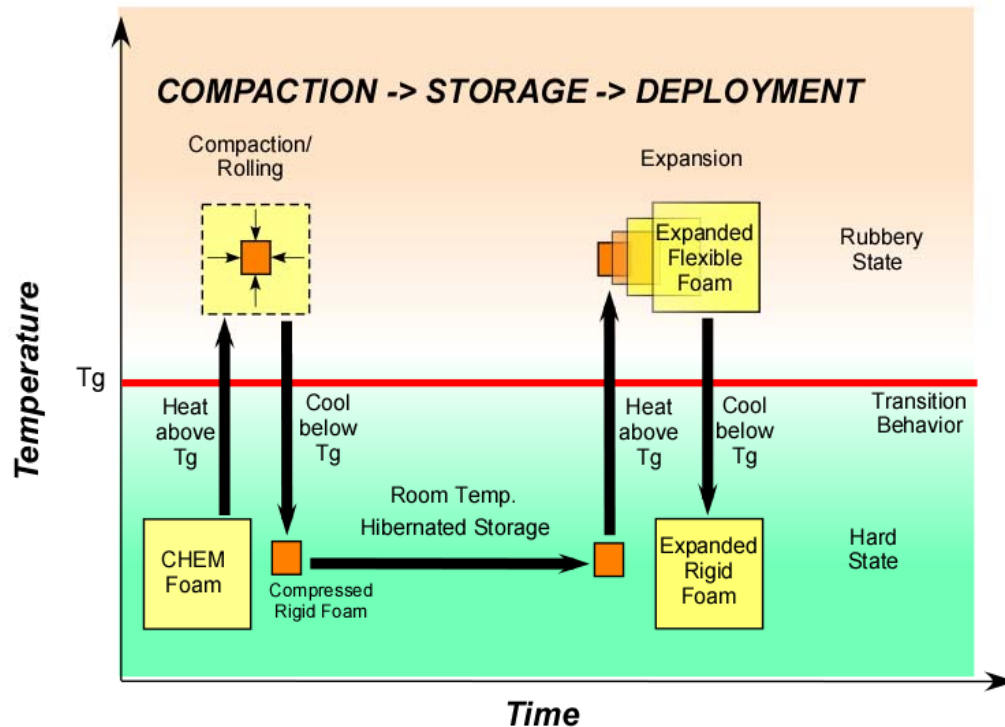 COMPACTION -> STORAGE -> DEPLOYMENT
Compaction/
Rolling
Expansion
Expanded
Flexible
Foam
Rubbery
State
Temperature
Tg
Transition
Behavior
Heat
above
Tg
Cool
below
Tg
Heat
above
Tg
Cool
below
Tg
Room Temp.
Hibernated Storage
CHEM
Foam
Compressed
Rigid Foam
Expanded
Rigid
Foam
Hard
State
Time